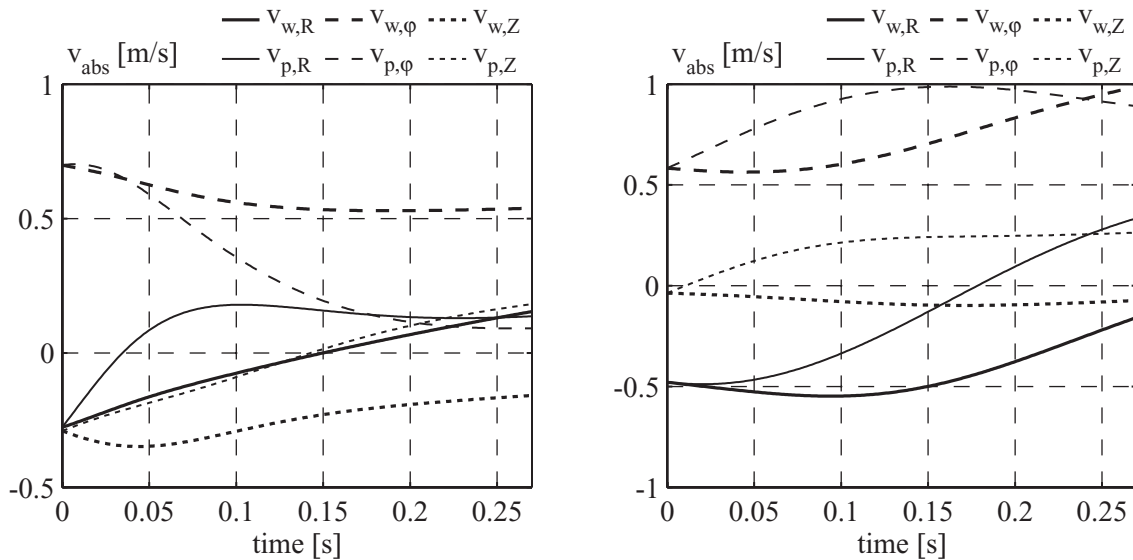 v_w,R v_w,φ v_w,Z
v_abs [m/s] v_p,R v_p,φ v_p,Z
1
0.5
0
-0.5
0 0.05 0.1 0.15 0.2 0.25
time [s]
v_w,R v_w,φ v_w,Z
v_abs [m/s] v_p,R v_p,φ v_p,Z
1
0.5
0
-0.5
-1
0 0.05 0.1 0.15 0.2 0.25
time [s]